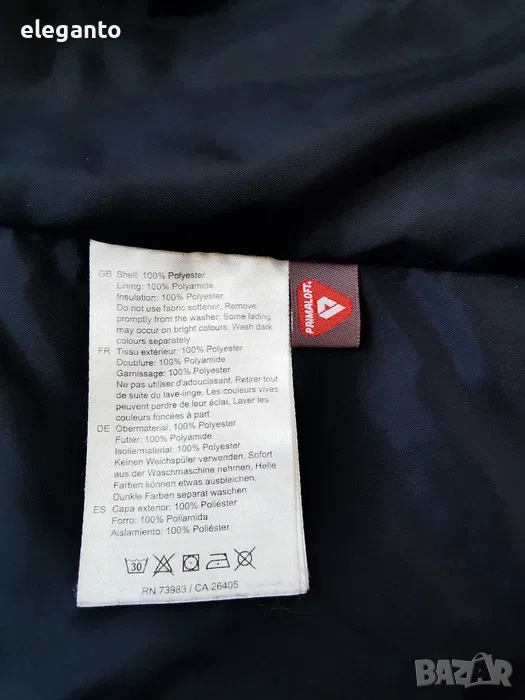 eleganto
GB Shell: 100% Polyester
Lining: 100% Polyamide
Insulation: 100% Polyester
Do not use fabric softener, Remove
promptly from the washer, Some fading
may occur on bright colours, Wash dark
colours separately
FR Tissu extérieur: 100% Polyester
Doublure: 100% Polyamide
Garnissage: 100% Polyester
Ne pas utiliser d'adoucissant, Retirer tout
de suite du lave-linge, Les couleurs vives
peuvent perdre de leur éclat, Laver les
couleurs foncées à part
DE Obermaterial: 100% Polyester
Futter: 100% Polyamide
Isoliermaterial: 100% Polyester
Keinen Weichspüler verwenden, Sofort
aus der Waschmaschine nehmen, Helle
Farben können etwas ausbleichen,
Dunkle Farben separat waschen
ES Capa exterior: 100% Poliéster
Forro: 100% Poliamida
Aislamiento: 100% Poliéster
30
RN 73983 / CA 26405
PRIMALOFT®
BAZAR
bg